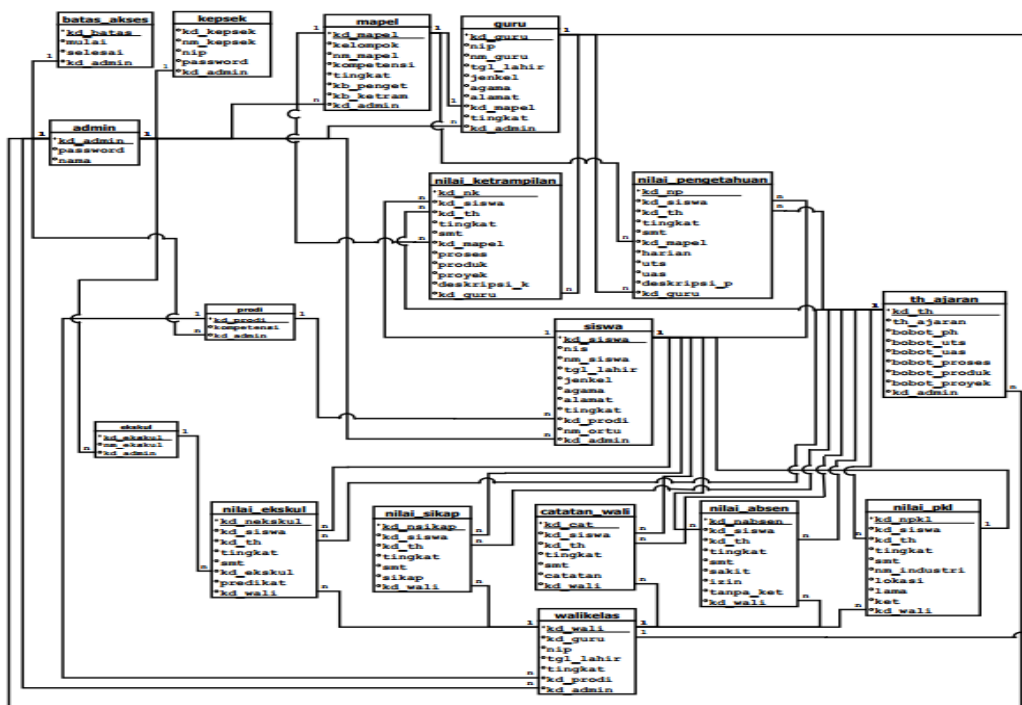 batas_akses
*kd_batas
*mulai
*selesai
*kd_admin
kepsek
*kd_kepsek
*nm_kepsek
*nip
*password
*kd_admin
mapel
*kd_mapel
*kelompok
*nm_mapel
*kompetensi
*tingkat
*kb_penget
*kb_ketram
*kd_admin
guru
*kd_guru
*nip
*nm_guru
*tgl_lahir
*jenkel
*agama
*alamat
*kd_mapel
*tingkat
*kd_admin
admin
*kd_admin
*password
*nama
nilai_ketrampilan
*kd_nk
*kd_siswa
*kd_th
*tingkat
*smt
*kd_mapel
*proses
*produk
*proyek
*deskripsi_k
*kd_guru
nilai_pengetahuan
*kd_np
*kd_siswa
*kd_th
*tingkat
*smt
*kd_mapel
*harian
*uts
*uas
*deskripsi_p
*kd_guru
th_ajaran
*kd_th
*th_ajaran
*bobot_ph
*bobot_uts
*bobot_uas
*bobot_proses
*bobot_produk
*bobot_proyek
*kd_admin
prodi
*kd_prodi
*kompetensi
*kd_admin
siswa
*kd_siswa
*nis
*nm_siswa
*tgl_lahir
*jenkel
*agama
*alamat
*tingkat
*kd_prodi
*nm_ortu
*kd_admin
ekskul
*kd_ekskul
*nm_ekskul
*kd_admin
nilai_ekskul
*kd_nekskul
*kd_siswa
*kd_th
*tingkat
*smt
*kd_ekskul
*predikat
*kd_wali
nilai_sikap
*kd_nsikap
*kd_siswa
*kd_th
*tingkat
*smt
*sikap
*kd_wali
catatan_wali
*kd_cat
*kd_siswa
*kd_th
*tingkat
*smt
*catatan
*kd_wali
nilai_absen
*kd_nabsen
*kd_siswa
*kd_th
*tingkat
*smt
*sakit
*izin
*tanpa_ket
*kd_wali
nilai_pkl
*kd_npkl
*kd_siswa
*kd_th
*tingkat
*smt
*nm_industri
*lokasi
*lama
*ket
*kd_wali
walikelas
*kd_wali
*kd_guru
*nip
*tgl_lahir
*tingkat
*kd_prodi
*kd_admin